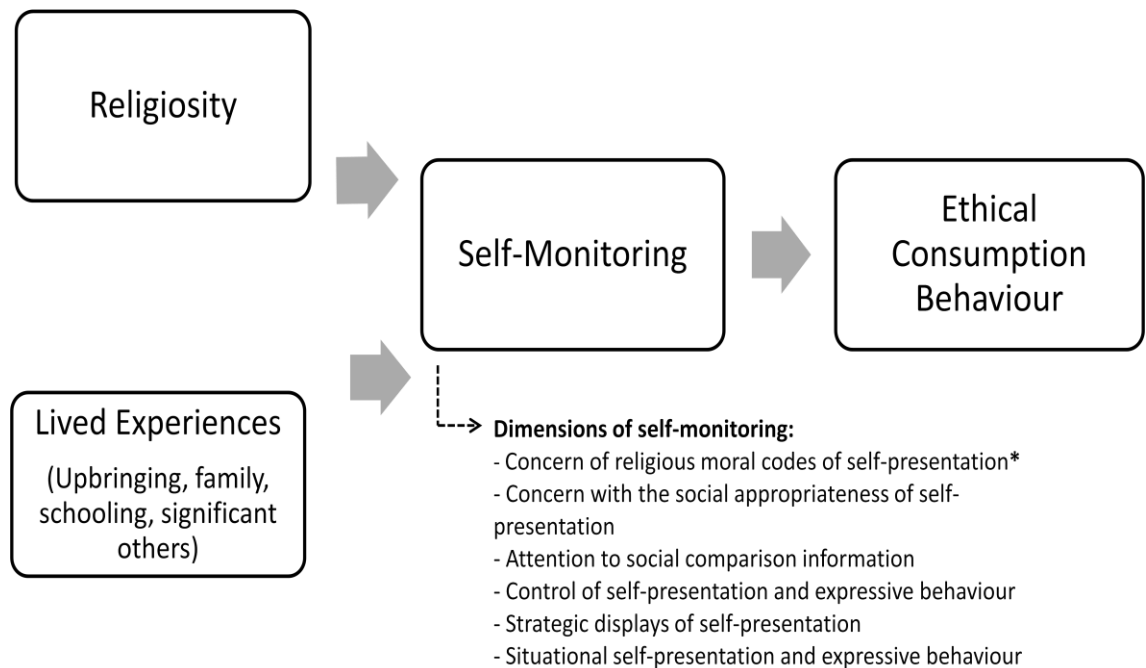 Religiosity
Self-Monitoring
Ethical
Consumption
Behaviour
Lived Experiences
(Upbringing, family,
schooling, significant
others)
Dimensions of self-monitoring:
- Concern of religious moral codes of self-presentation*
- Concern with the social appropriateness of self-
presentation
- Attention to social comparison information
- Control of self-presentation and expressive behaviour
- Strategic displays of self-presentation
- Situational self-presentation and expressive behaviour